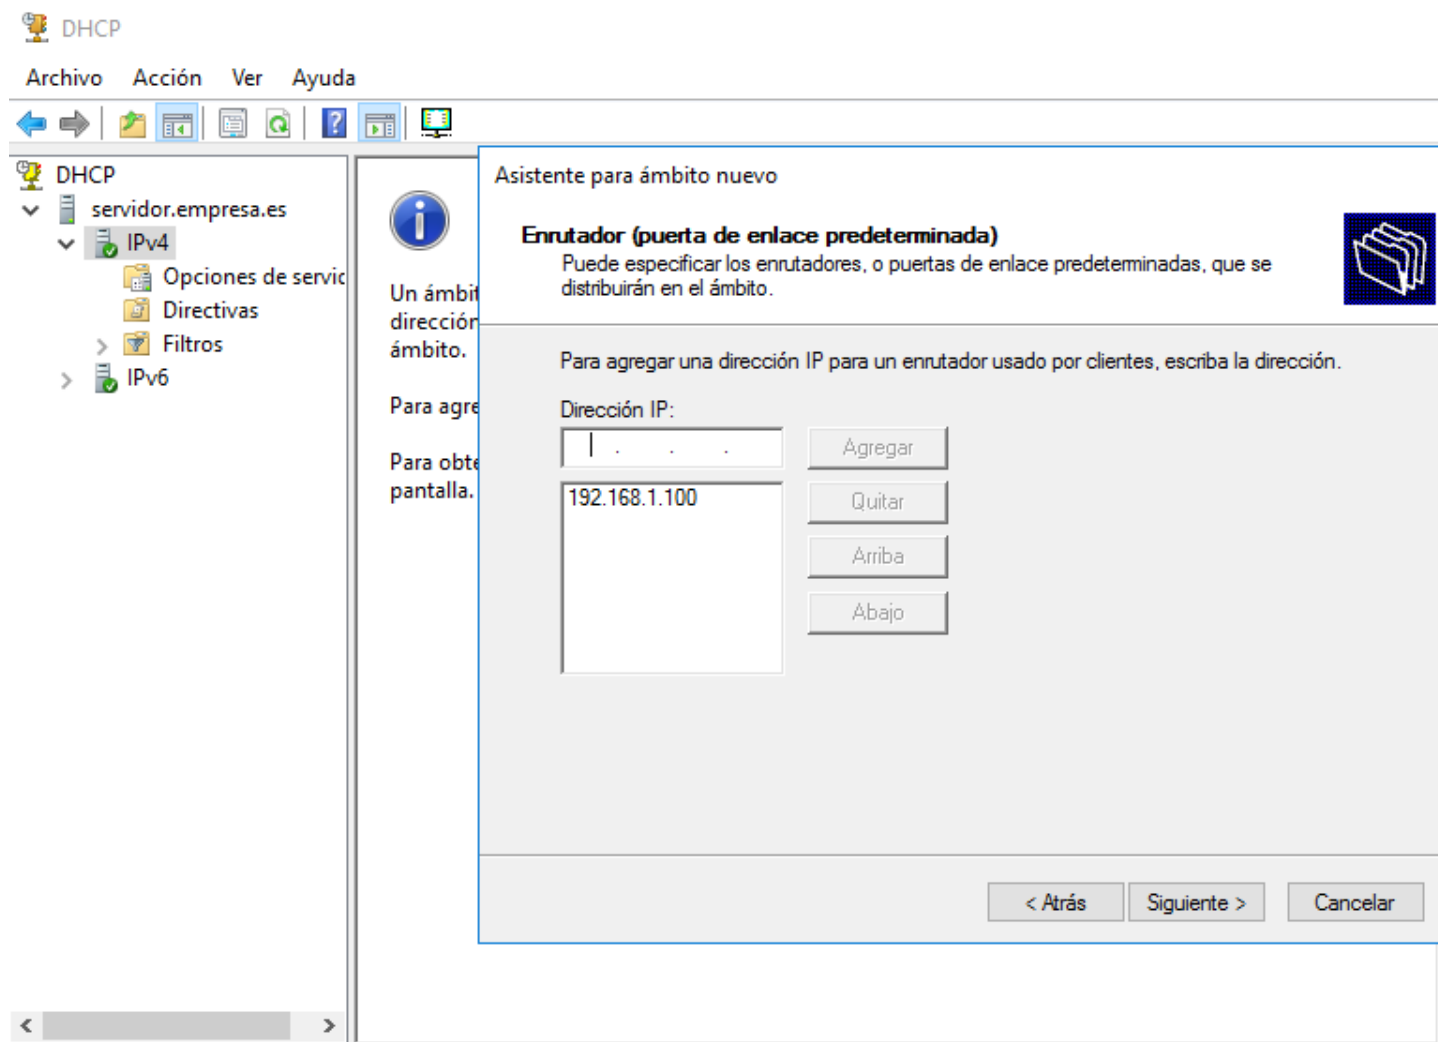 DHCP
Archivo Acción Ver Ayuda
DHCP
servidor.empresa.es
IPv4
Opciones de servic
Directivas
Filtros
IPv6
Un ámbit
dirección
ámbito.
Para agre
Para obte
pantalla.
Asistente para ámbito nuevo
Enrutador (puerta de enlace predeterminada)
Puede especificar los enrutadores, o puertas de enlace predeterminadas, que se
distribuirán en el ámbito.
Para agregar una dirección IP para un enrutador usado por clientes, escriba la dirección.
Dirección IP:
. . .
Agregar
192.168.1.100
Quitar
Arriba
Abajo
< Atrás
Siguiente >
Cancelar